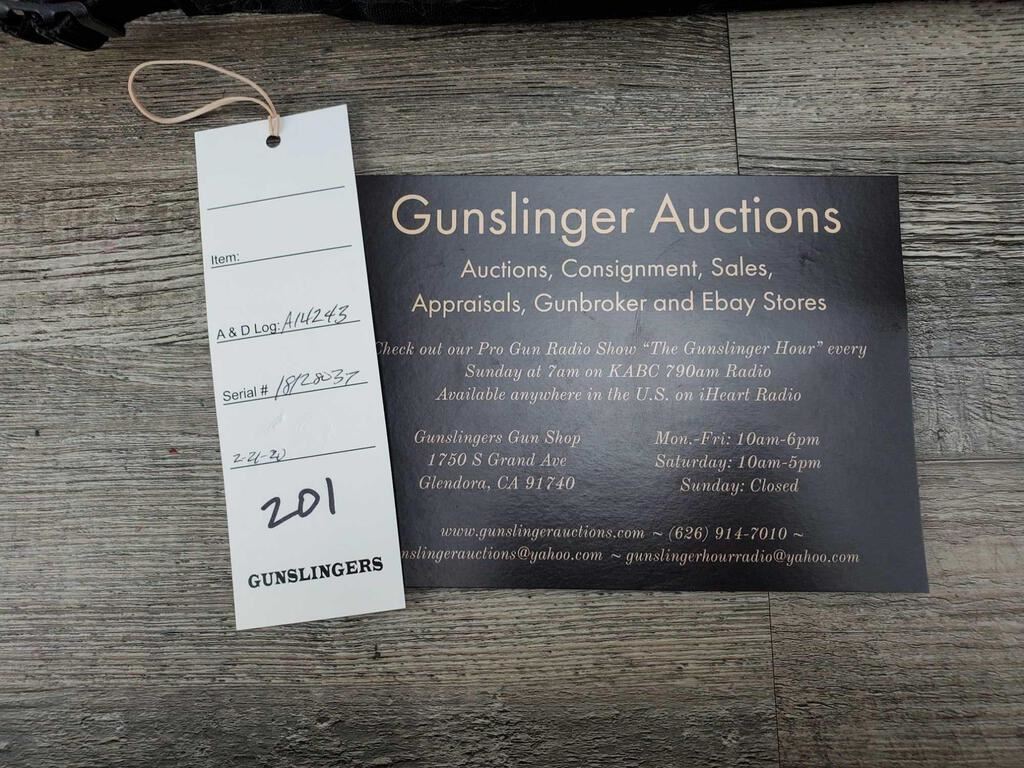 Item:
A & D Log: A14243
Serial # 18128037
2-21-20
201
GUNSLINGERS
Gunslinger Auctions
Auctions, Consignment, Sales,
Appraisals, Gunbroker and Ebay Stores
Check out our Pro Gun Radio Show "The Gunslinger Hour" every
Sunday at 7am on KABC 790am Radio
Available anywhere in the U.S. on iHeart Radio
Gunslingers Gun Shop
1750 S Grand Ave
Glendora, CA 91740
Mon.-Fri: 10am-6pm
Saturday: 10am-5pm
Sunday: Closed
www.gunslingerauctions.com ~ (626) 914-7010 ~
nslingerauctions@yahoo.com ~ gunslingerhourradio@yahoo.com